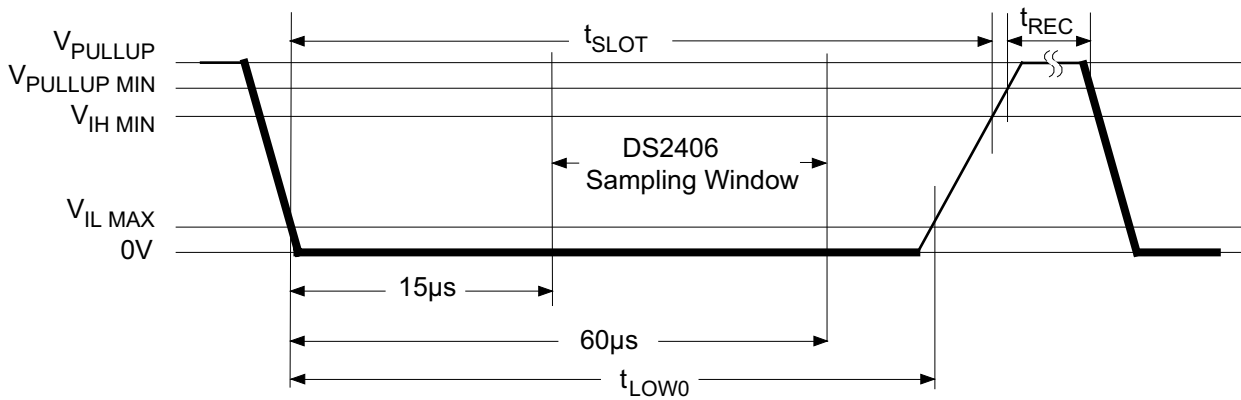 V_PULLUP
V_PULLUP MIN
V_IH MIN
V_IL MAX
0V
t_SLOT
t_REC
DS2406
Sampling Window
15µs
60µs
t_LOW0